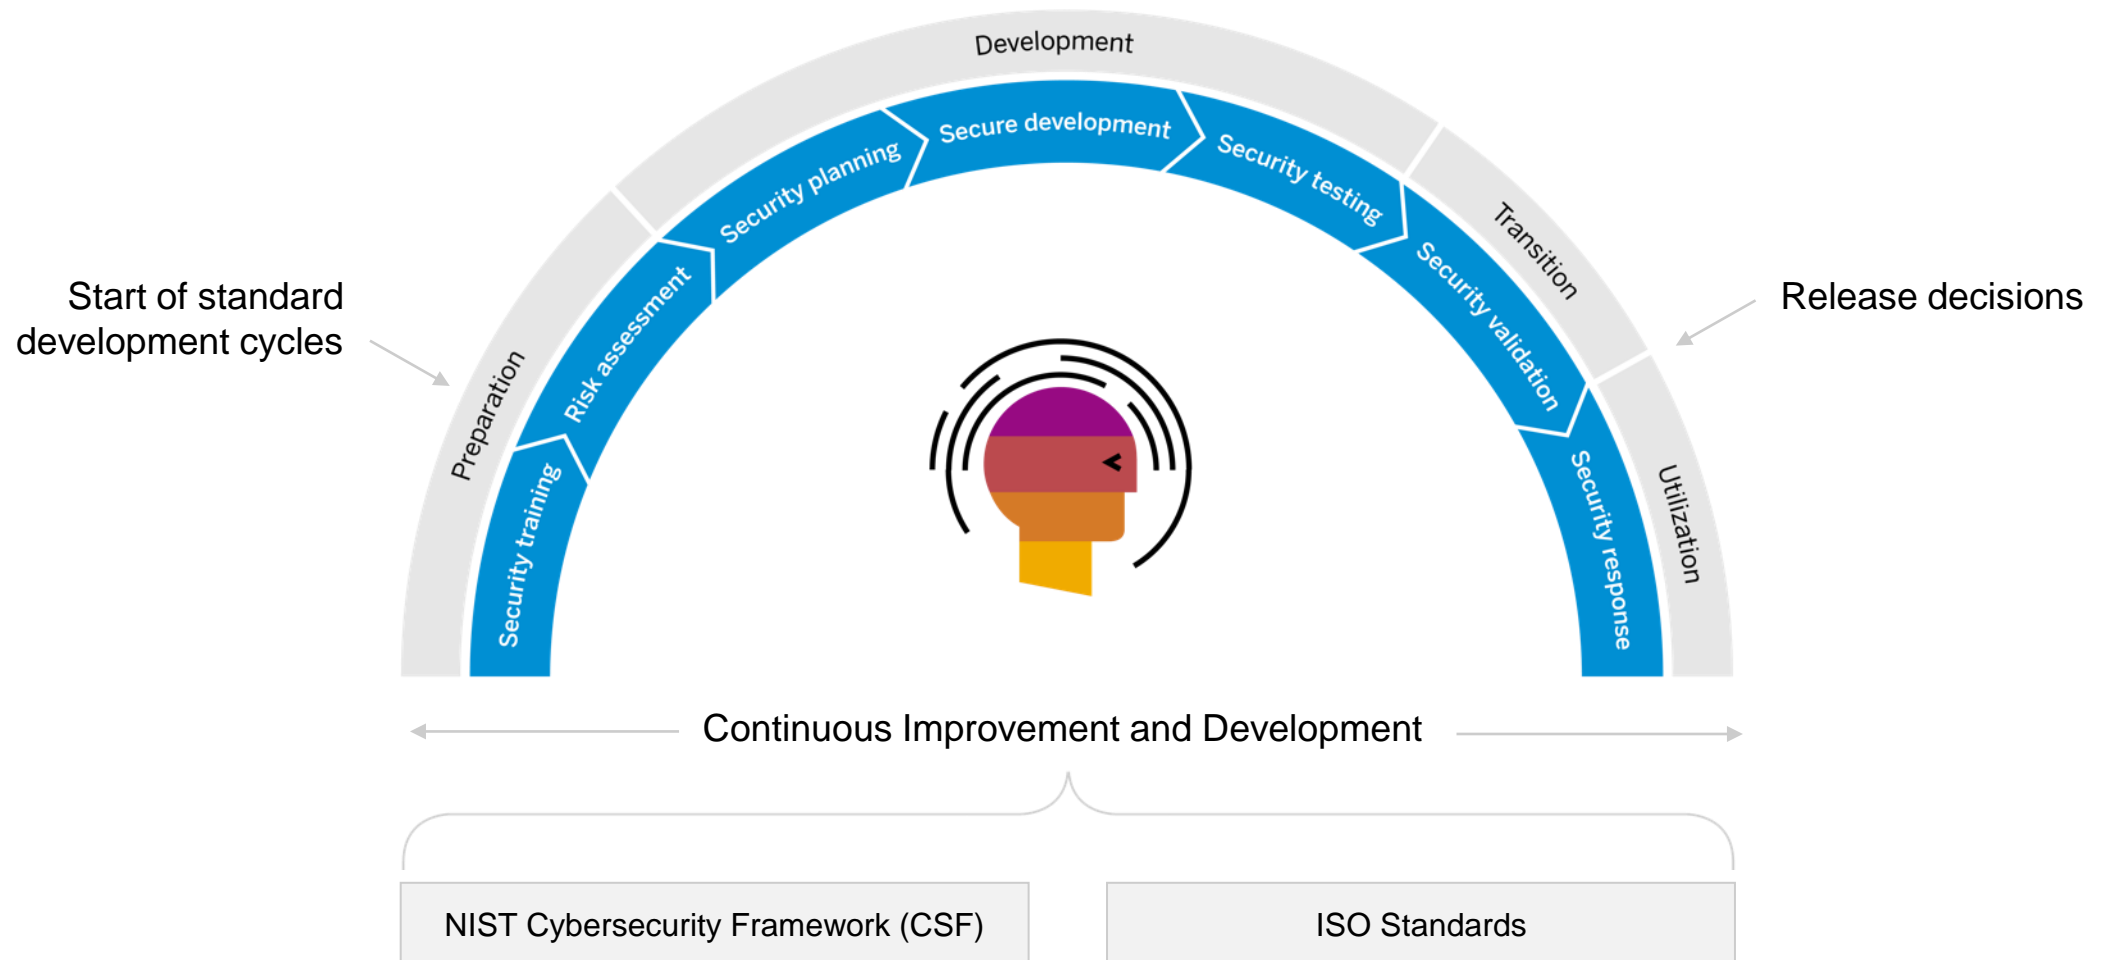 Development
Secure development
Security planning
Security testing
Risk assessment
Security validation
Security training
Security response
Preparation
Transition
Utilization
Start of standard
development cycles
Release decisions
Continuous Improvement and Development
NIST Cybersecurity Framework (CSF)
ISO Standards